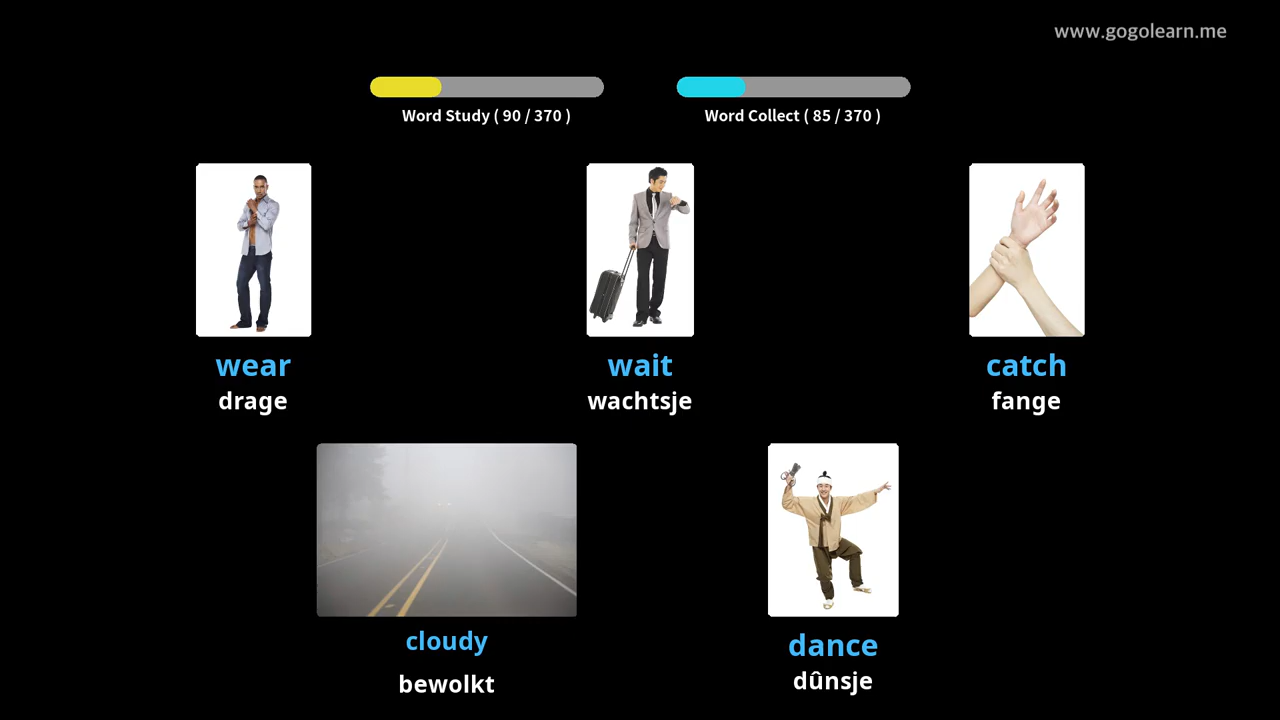 www.gogolearn.me
Word Study ( 90 / 370 )
Word Collect ( 85 / 370 )
wear
drage
wait
wachtsje
catch
fange
cloudy
bewolkt
dance
dûnsje